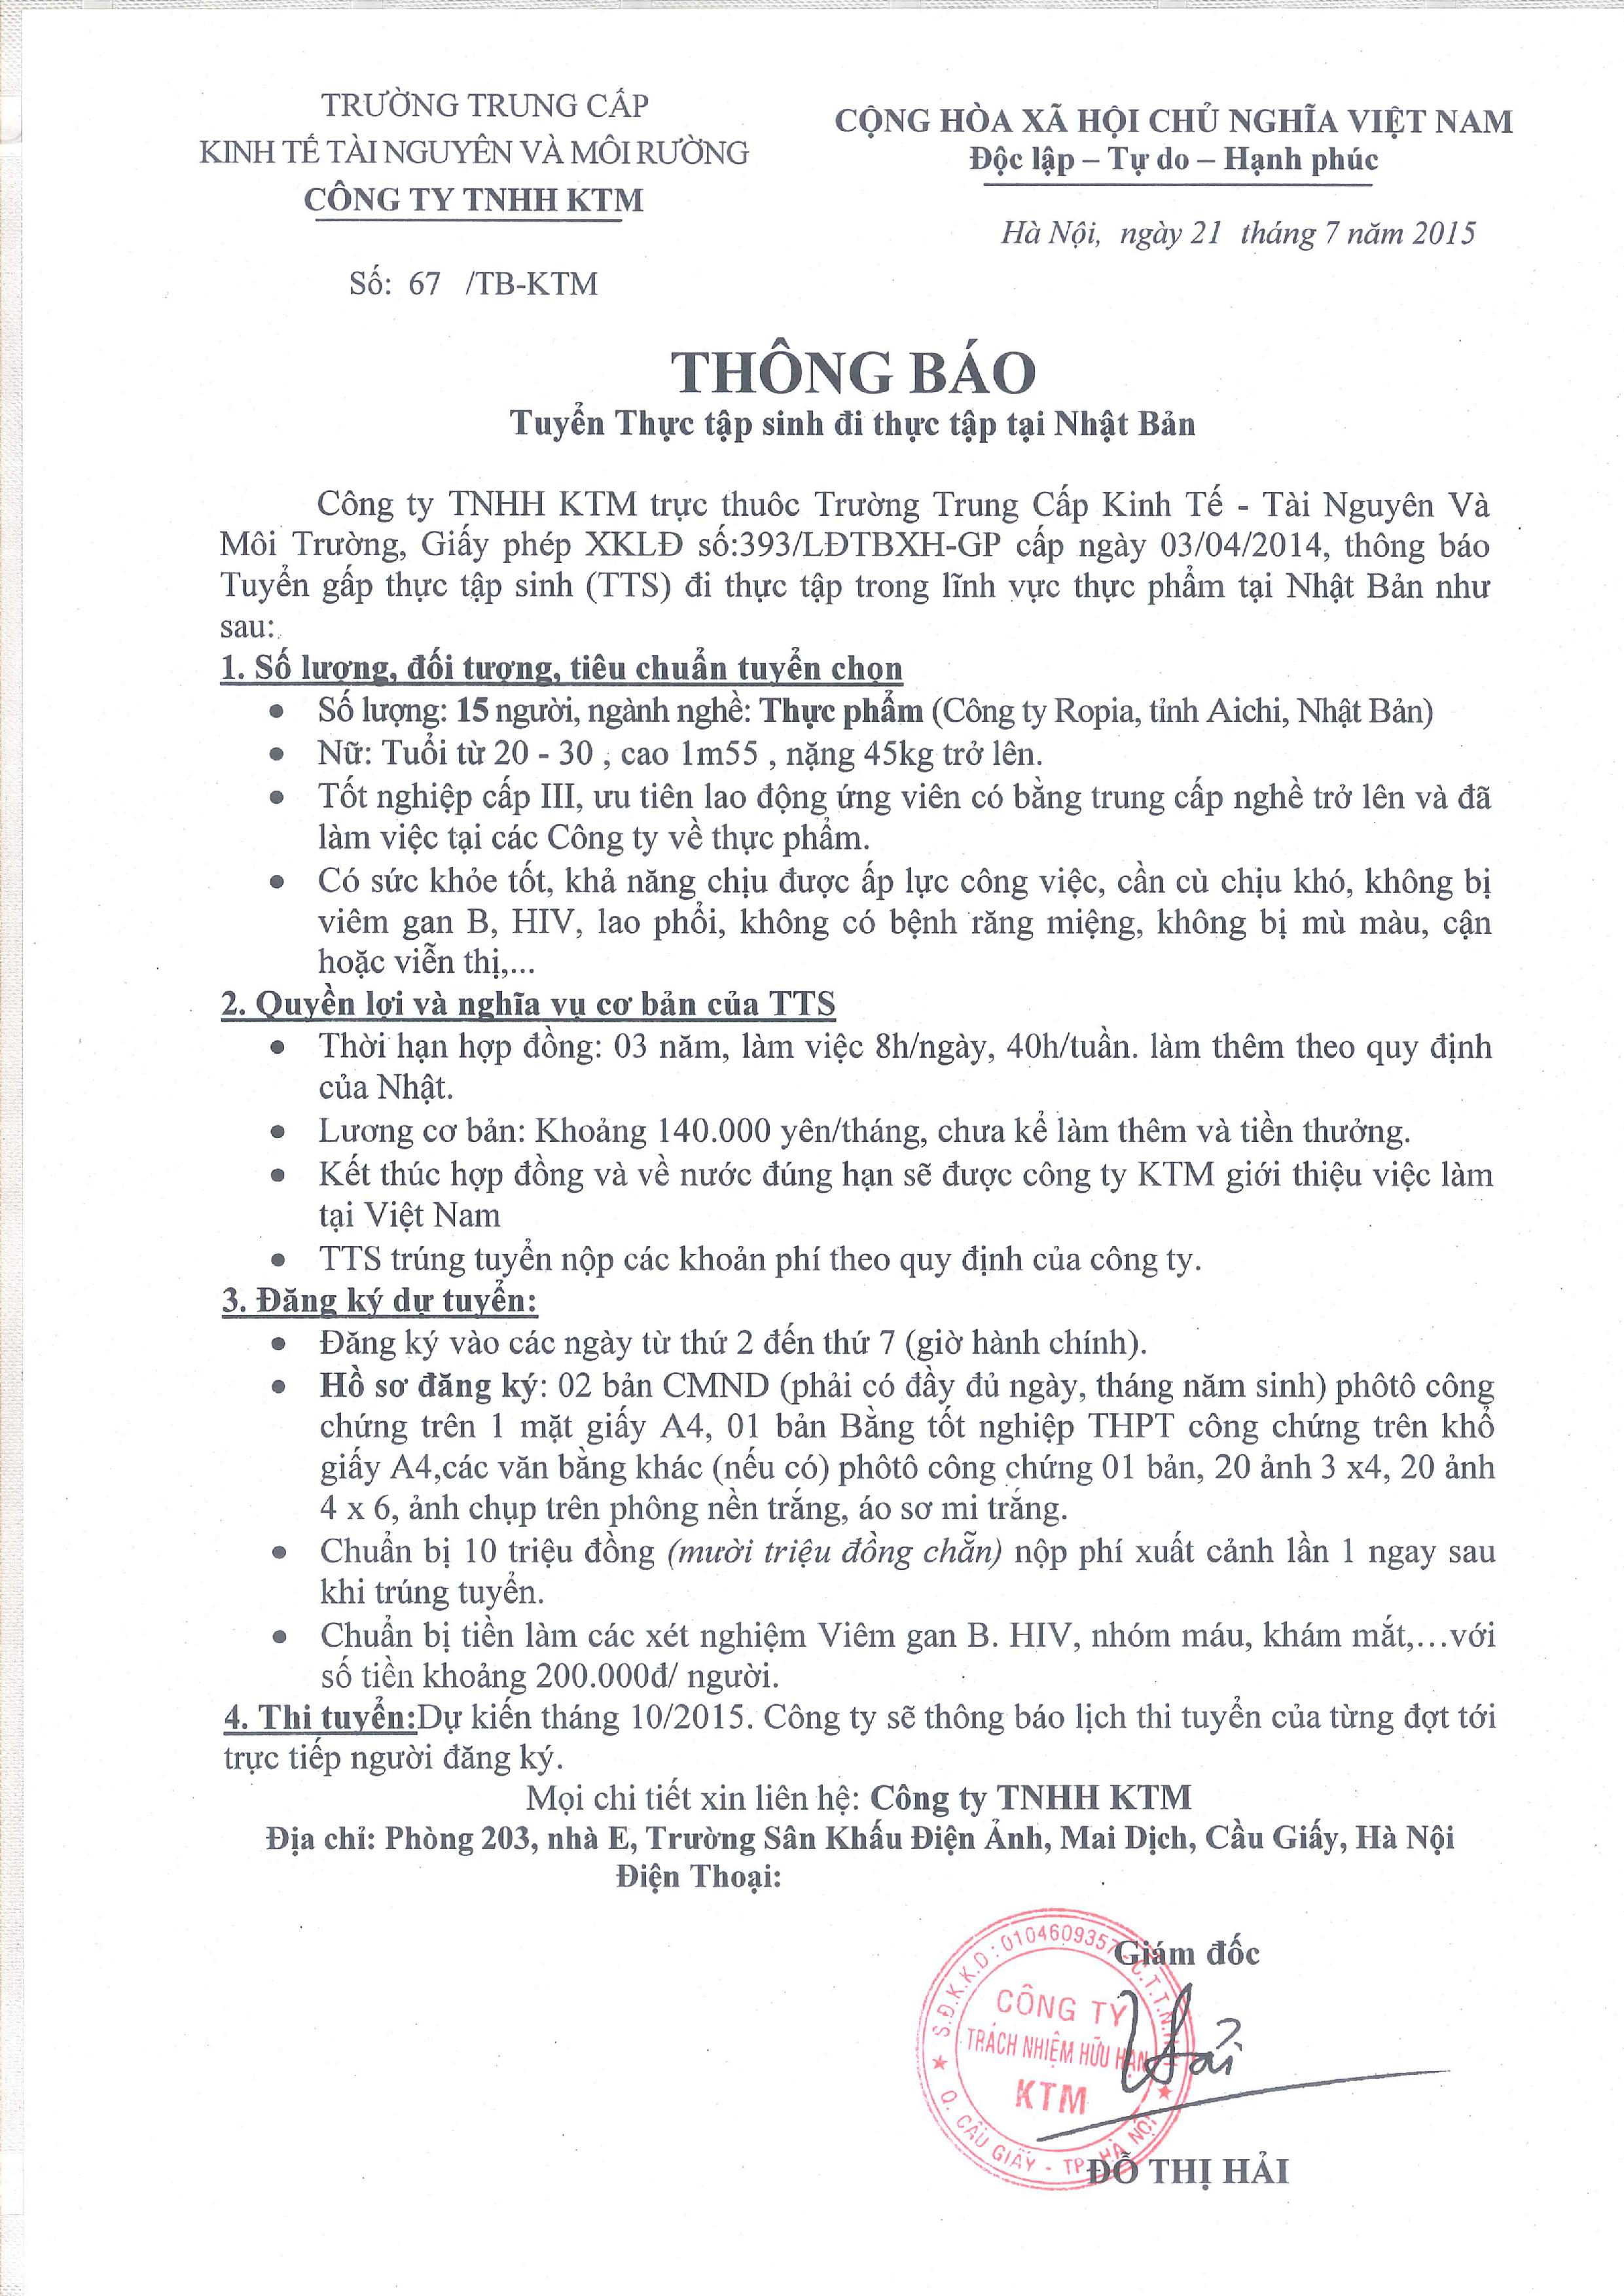 TRƯỜNG TRUNG CẤP
KINH TẾ TÀI NGUYÊN VÀ MÔI RƯỜNG
CÔNG TY TNHH KTM
Số: 67 /TB-KTM
CỘNG HÒA XÃ HỘI CHỦ NGHĨA VIỆT NAM
Độc lập – Tự do – Hạnh phúc
Hà Nội, ngày 21 tháng 7 năm 2015
THÔNG BÁO
Tuyển Thực tập sinh đi thực tập tại Nhật Bản
Công ty TNHH KTM trực thuôc Trường Trung Cấp Kinh Tế - Tài Nguyên Và
Môi Trường, Giấy phép XKLĐ số:393/LĐTBXH-GP cấp ngày 03/04/2014, thông báo
Tuyển gấp thực tập sinh (TTS) đi thực tập trong lĩnh vực thực phẩm tại Nhật Bản như
sau:
1. Số lượng, đối tượng, tiêu chuẩn tuyển chọn
• Số lượng: 15 người, ngành nghề: Thực phẩm (Công ty Ropia, tỉnh Aichi, Nhật Bản)
• Nữ: Tuổi từ 20 - 30 , cao 1m55 , nặng 45kg trở lên.
• Tốt nghiệp cấp III, ưu tiên lao động ứng viên có bằng trung cấp nghề trở lên và đã
làm việc tại các Công ty về thực phẩm.
• Có sức khỏe tốt, khả năng chịu được ấp lực công việc, cần cù chịu khó, không bị
viêm gan B, HIV, lao phổi, không có bệnh răng miệng, không bị mù màu, cận
hoặc viễn thị,...
2. Quyền lợi và nghĩa vụ cơ bản của TTS
• Thời hạn hợp đồng: 03 năm, làm việc 8h/ngày, 40h/tuần. làm thêm theo quy định
của Nhật.
• Lương cơ bản: Khoảng 140.000 yên/tháng, chưa kể làm thêm và tiền thưởng.
• Kết thúc hợp đồng và về nước đúng hạn sẽ được công ty KTM giới thiệu việc làm
tại Việt Nam
• TTS trúng tuyển nộp các khoản phí theo quy định của công ty.
3. Đăng ký dự tuyển:
• Đăng ký vào các ngày từ thứ 2 đến thứ 7 (giờ hành chính).
• Hồ sơ đăng ký: 02 bản CMND (phải có đầy đủ ngày, tháng năm sinh) phôtô công
chứng trên 1 mặt giấy A4, 01 bản Bằng tốt nghiệp THPT công chứng trên khổ
giấy A4,các văn bằng khác (nếu có) phôtô công chứng 01 bản, 20 ảnh 3 x4, 20 ảnh
4 x 6, ảnh chụp trên phông nền trắng, áo sơ mi trắng.
• Chuẩn bị 10 triệu đồng (mười triệu đồng chẵn) nộp phí xuất cảnh lần 1 ngay sau
khi trúng tuyển.
• Chuẩn bị tiền làm các xét nghiệm Viêm gan B. HIV, nhóm máu, khám mắt,…với
số tiền khoảng 200.000đ/ người.
4. Thi tuyển:Dự kiến tháng 10/2015. Công ty sẽ thông báo lịch thi tuyển của từng đợt tới
trực tiếp người đăng ký.
Mọi chi tiết xin liên hệ: Công ty TNHH KTM
Địa chỉ: Phòng 203, nhà E, Trường Sân Khấu Điện Ảnh, Mai Dịch, Cầu Giấy, Hà Nội
Điện Thoại:
Giám đốc
S.Đ.K.K.D: 0104609357 - C.T.T.N.H.H
CÔNG TY
TRÁCH NHIỆM HỮU HẠN
KTM
Q. CẦU GIẤY - TP. HÀ NỘI
Hải
ĐỖ THỊ HẢI